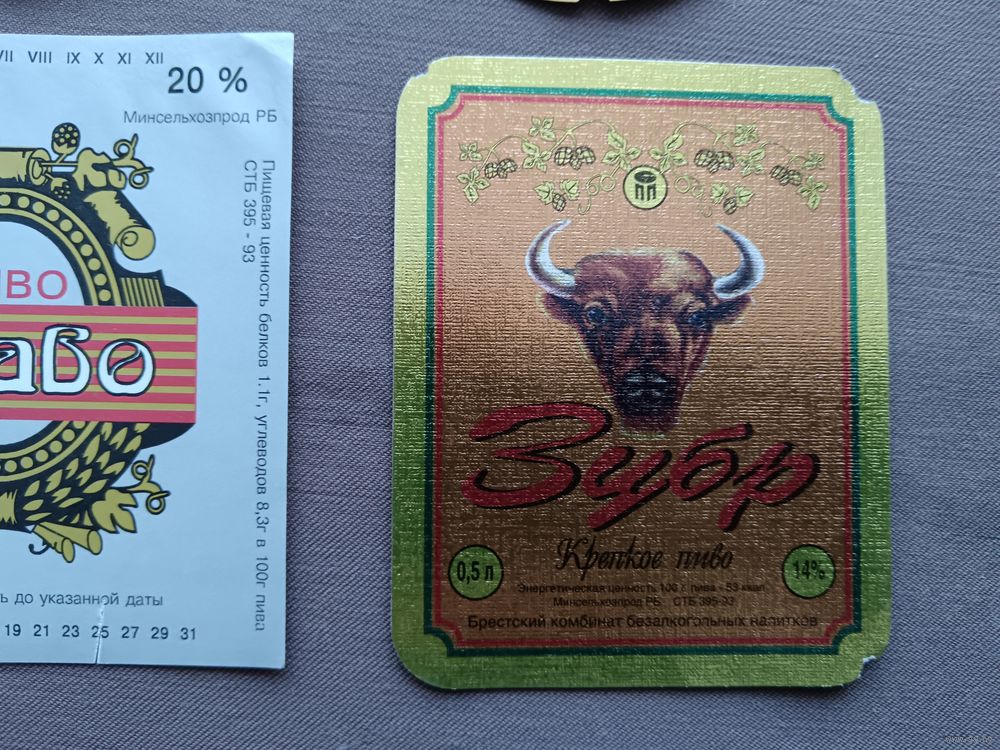 VII VIII IX X XI XII
20 %
Минсельхозпрод РБ
Пищевая ценность белков 1.1г, углеводов 8,3г в 100г пива
СТБ 395 - 93
ИВО
або
ь до указанной даты
19 21 23 25 27 29 31
ПП
Зубр
Крепкое пиво
0,5 л
14%
Энергетическая ценность 100 г. пива - 53 ккал
Минсельхозпрод РБ. СТБ 395-93
Брестский комбинат безалкогольных напитков